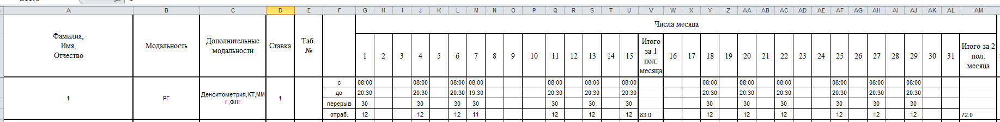 A B C D E F G H I J K L M N O P Q R S T U V W X Y Z AA AB AC AD AE AF AG AH AI AJ AK AL AM
Числа месяца
Фамилия,
Имя,
Отчество
Модальность
Дополнительные
модальности
Ставка
Таб.
№
1 2 3 4 5 6 7 8 9 10 11 12 13 14 15
Итого
за 1
пол.
месяца
16 17 18 19 20 21 22 23 24 25 26 27 28 29 30 31
Итого за 2
пол.
месяца
1
РГ
Денситометрия,КТ,ММ
Г,ФЛГ
1
с 08:00 08:00 08:00 08:00 08:00 08:00 08:00 08:00 08:00 08:00 08:00 08:00 08:00
до 20:30 20:30 20:30 19:30 20:30 20:30 20:30 20:30 20:30 20:30 20:30 20:30 20:30
перерыв 30 30 30 30 30 30 30 30 30 30 30 30 30
отраб. 12 12 12 11 12 12 12 83.0 12 12 12 12 12 12 72.0